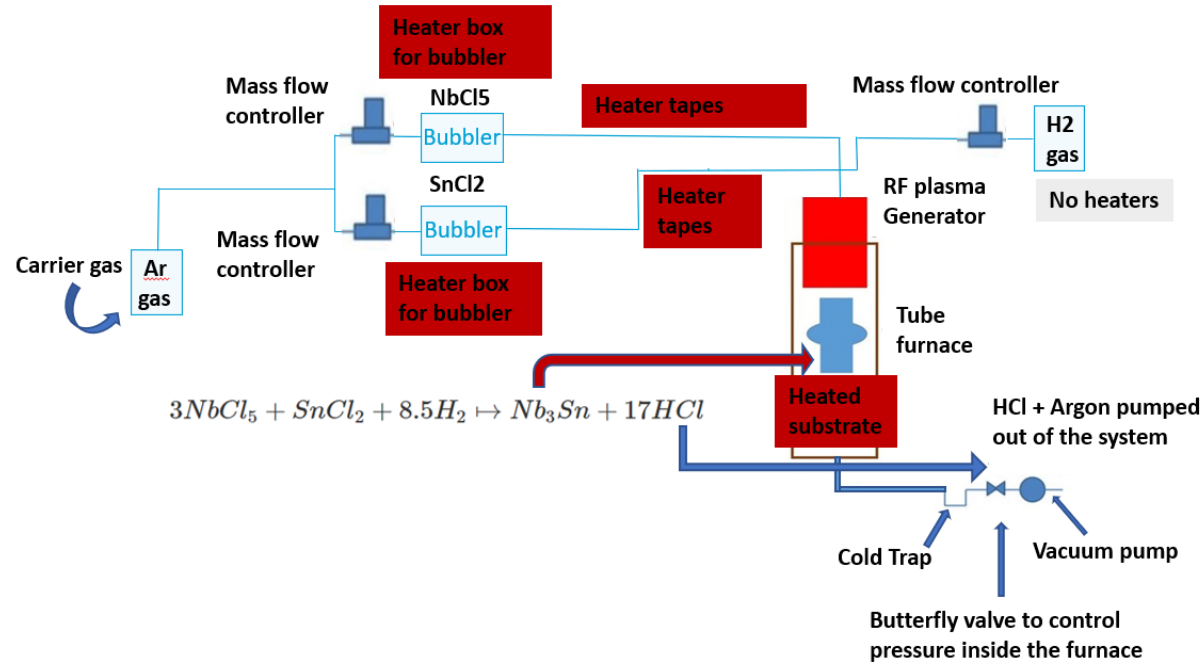 Heater box
for bubbler
Mass flow
controller
NbCl5
Bubbler
Heater tapes
Mass flow controller
H2
gas
No heaters
SnCl2
Bubbler
Heater
tapes
RF plasma
Generator
Mass flow
controller
Carrier gas
Ar
gas
Heater box
for bubbler
Tube
furnace
3NbCl₅ + SnCl₂ + 8.5H₂ ↦ Nb₃Sn + 17HCl
Heated
substrate
HCl + Argon pumped
out of the system
Cold Trap
Vacuum pump
Butterfly valve to control
pressure inside the furnace